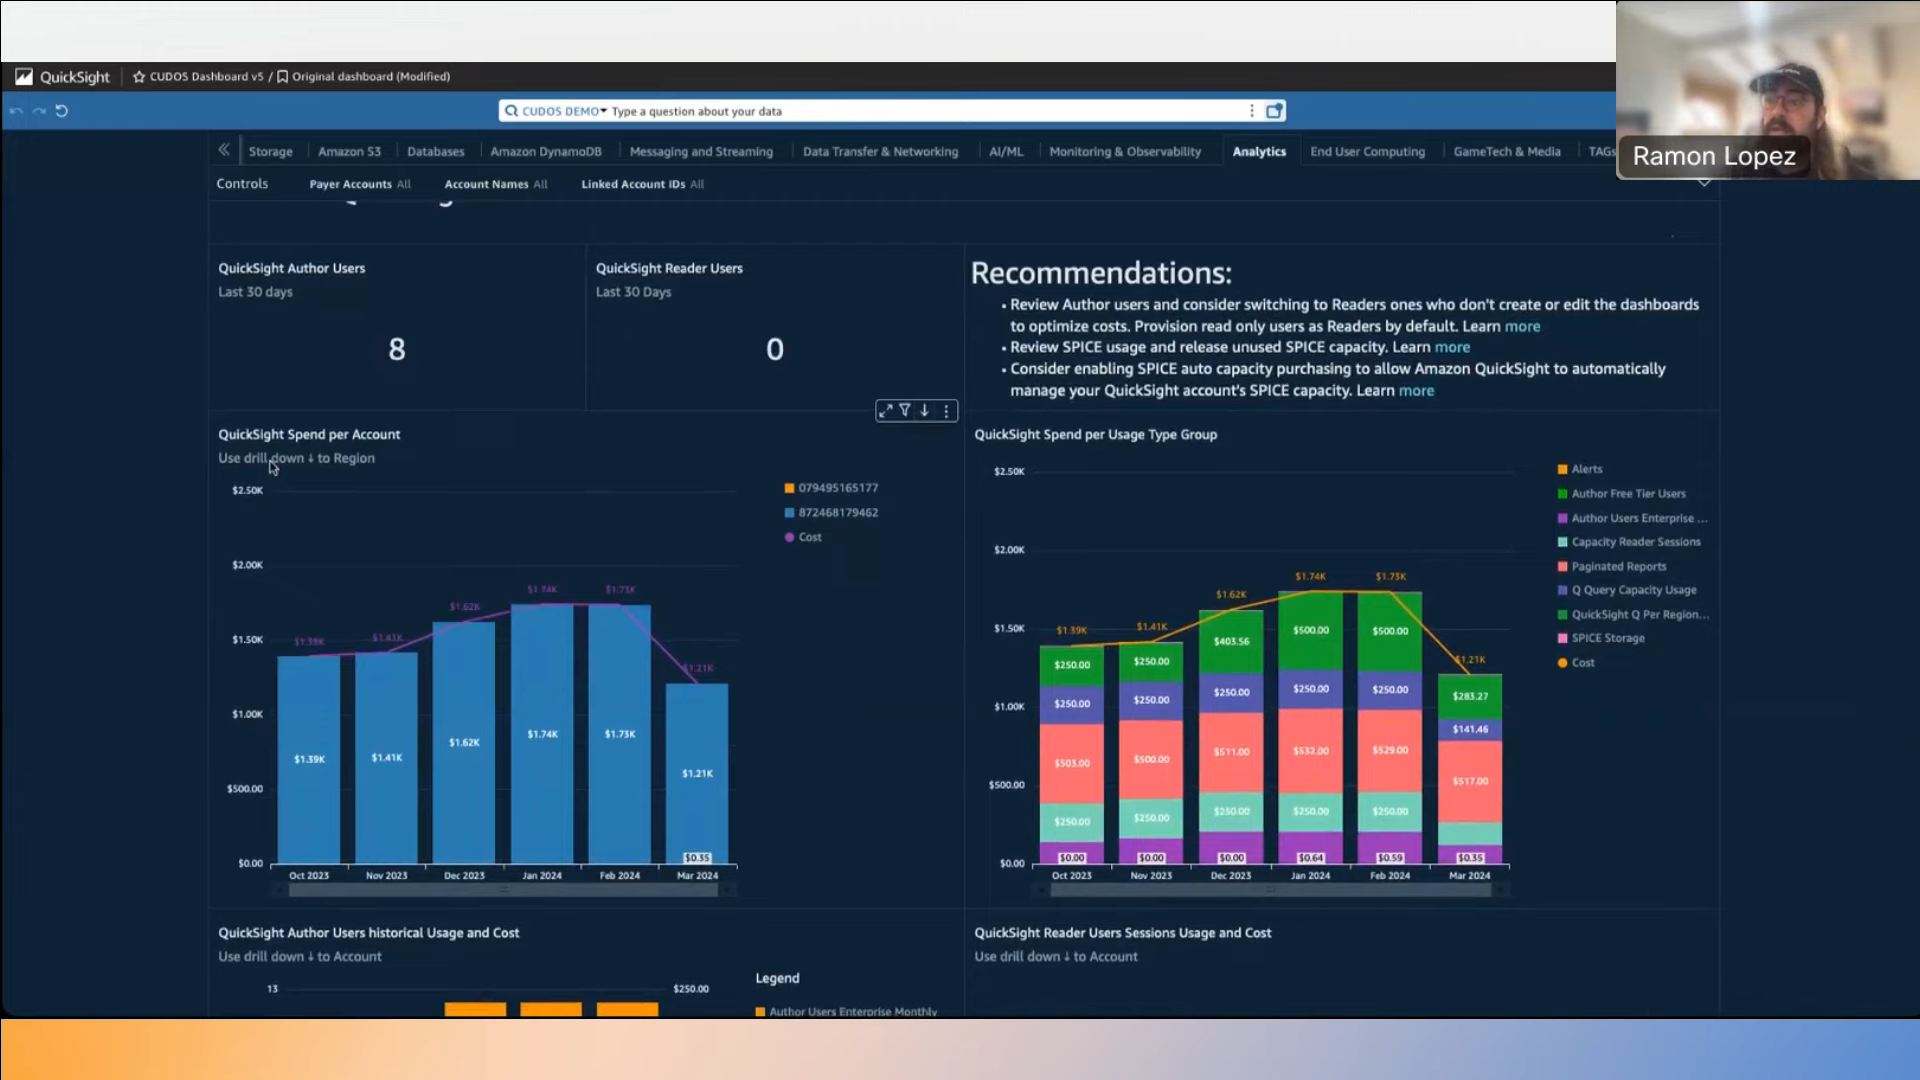 QuickSight
CUDOS Dashboard v5 / Original dashboard (Modified)
CUDOS DEMO Type a question about your data
Ramon Lopez
Storage Amazon S3 Databases Amazon DynamoDB Messaging and Streaming Data Transfer & Networking AI/ML Monitoring & Observability Analytics End User Computing GameTech & Media TAGs
Controls Payer Accounts All Account Names All Linked Account IDs All
QuickSight Author Users
Last 30 days
8
QuickSight Reader Users
Last 30 Days
0
Recommendations:
• Review Author users and consider switching to Readers ones who don't create or edit the dashboards
to optimize costs. Provision read only users as Readers by default. Learn more
• Review SPICE usage and release unused SPICE capacity. Learn more
• Consider enabling SPICE auto capacity purchasing to allow Amazon QuickSight to automatically
manage your QuickSight account's SPICE capacity. Learn more
QuickSight Spend per Account
Use drill down ↓ to Region
$2.50K
$2.00K
$1.50K
$1.00K
$500.00
$0.00
$1.39K $1.41K $1.62K $1.74K $1.73K $1.21K
$1.39K $1.41K $1.62K $1.74K $1.73K $1.21K
$0.35
Oct 2023 Nov 2023 Dec 2023 Jan 2024 Feb 2024 Mar 2024
079495165177
872468179462
Cost
QuickSight Spend per Usage Type Group
$2.50K
$2.00K
$1.50K
$1.00K
$500.00
$0.00
$1.39K $1.41K $1.62K $1.74K $1.73K $1.21K
$250.00 $250.00 $403.56 $500.00 $500.00 $283.27
$250.00 $250.00 $250.00 $250.00 $250.00 $141.46
$503.00 $500.00 $511.00 $532.00 $529.00 $517.00
$250.00 $250.00 $250.00 $250.00 $250.00
$0.00 $0.00 $0.00 $0.64 $0.59 $0.35
Oct 2023 Nov 2023 Dec 2023 Jan 2024 Feb 2024 Mar 2024
Alerts
Author Free Tier Users
Author Users Enterprise ...
Capacity Reader Sessions
Paginated Reports
Q Query Capacity Usage
QuickSight Q Per Region...
SPICE Storage
Cost
QuickSight Author Users historical Usage and Cost
Use drill down ↓ to Account
13
$250.00
Legend
Author Users Enterprise Monthly
QuickSight Reader Users Sessions Usage and Cost
Use drill down ↓ to Account